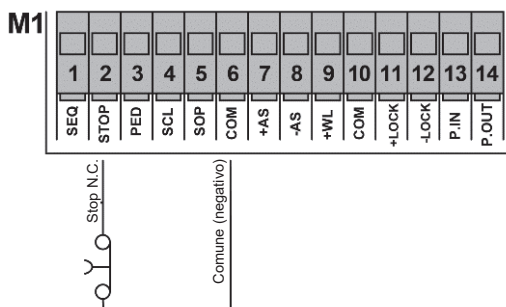 M1
1 2 3 4 5 6 7 8 9 10 11 12 13 14
SEQ STOP PED SCL SOP COM +AS -AS +WL COM +LOCK -LOCK P.IN P.OUT
Stop N.C.
Comune (negativo)